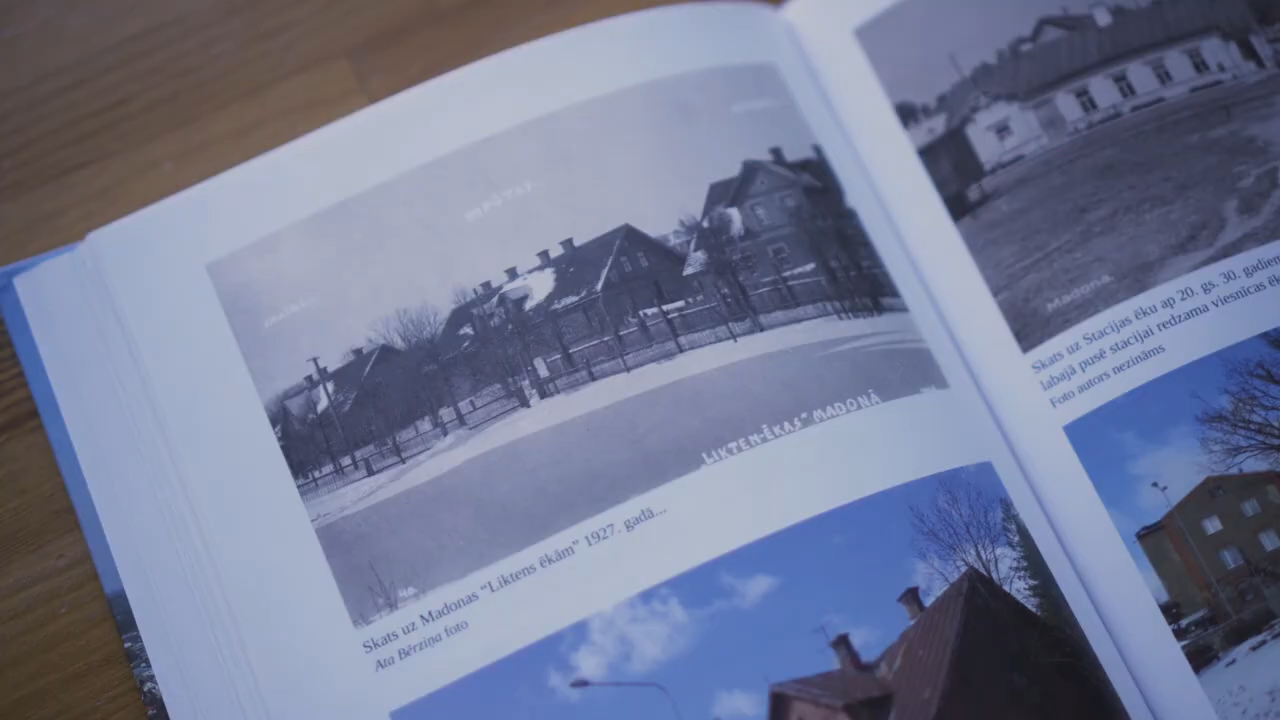 LIKTEN-ĒKAS" MADONĀ
Skats uz Madonas “Liktens ēkām” 1927. gadā...
Ata Bērziņa foto
Madona.
Skats uz Stacijas ēku ap 20. gs. 30. gadiem
labajā pusē stacijai redzama viesnīcas
Foto autors nezināms